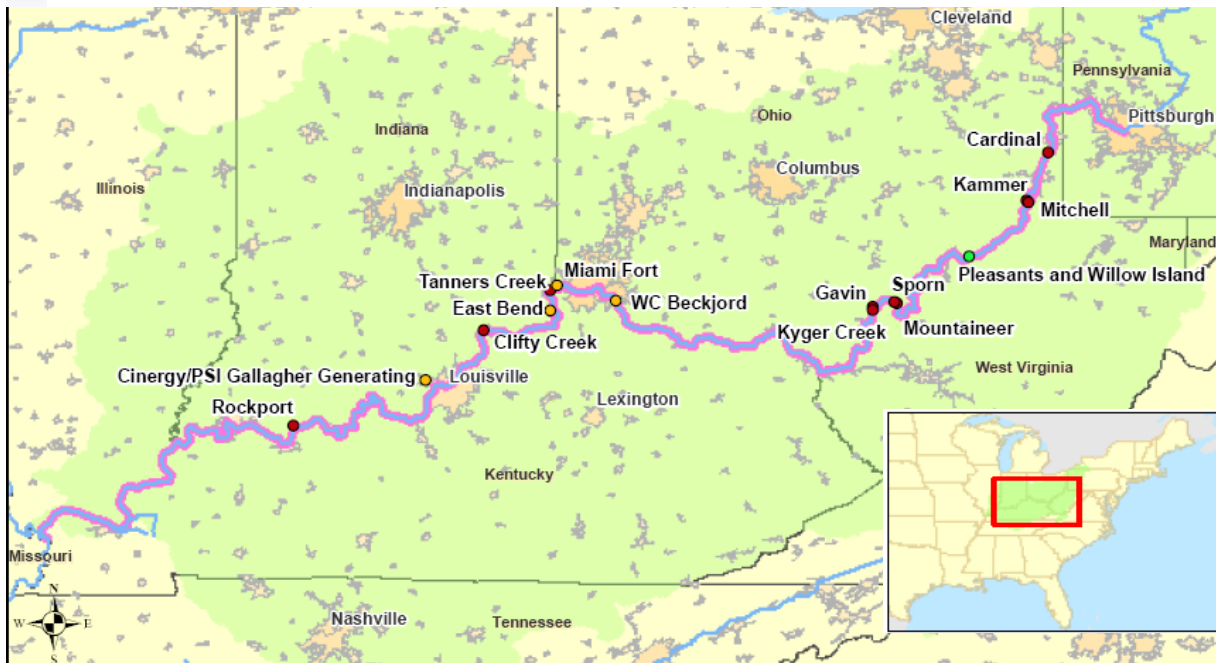 Cleveland
Pennsylvania
Pittsburgh
Ohio
Indiana
Cardinal
Columbus
Illinois
Indianapolis
Kammer
Mitchell
Maryland
Tanners Creek
Miami Fort
Pleasants and Willow Island
East Bend
WC Beckjord
Gavin
Sporn
Clifty Creek
Kyger Creek
Mountaineer
Cinergy/PSI Gallagher Generating
Louisville
West Virginia
Rockport
Lexington
Kentucky
Missouri
N
W
E
S
Nashville
Tennessee